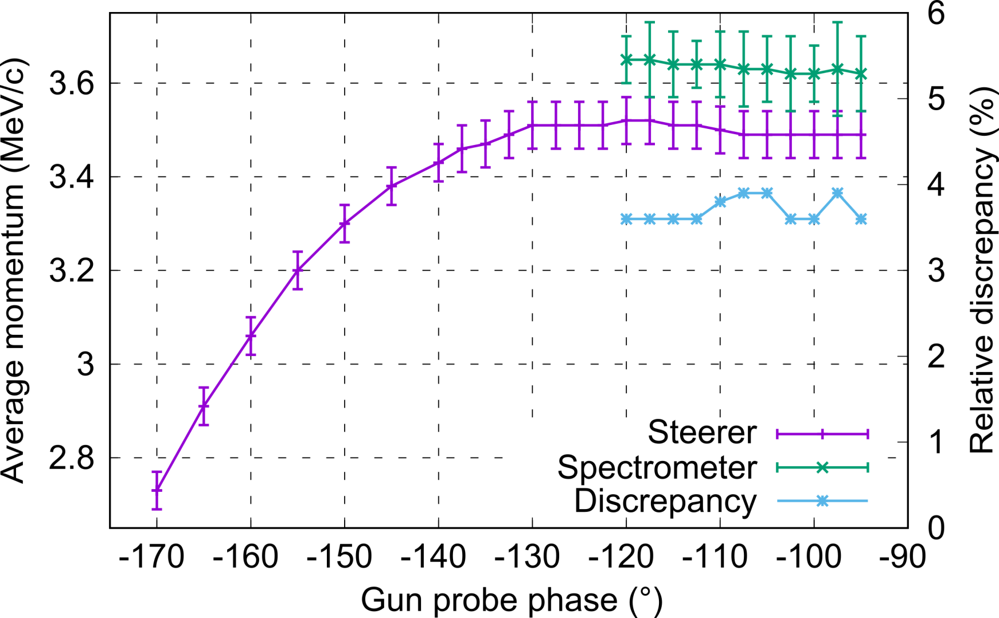 Average momentum (MeV/c)
3.6
3.4
3.2
3
2.8
6
5
4
3
2
1
0
Relative discrepancy (%)
Steerer
Spectrometer
Discrepancy
-170 -160 -150 -140 -130 -120 -110 -100 -90
Gun probe phase (°)